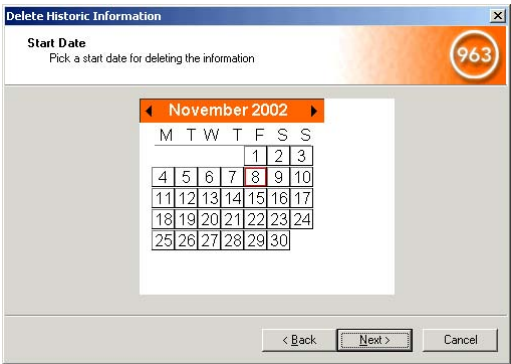 Delete Historic Information
Start Date
Pick a start date for deleting the information
963
November 2002
M T W T F S S
1 2 3
4 5 6 7 8 9 10
11 12 13 14 15 16 17
18 19 20 21 22 23 24
25 26 27 28 29 30
< Back Next > Cancel